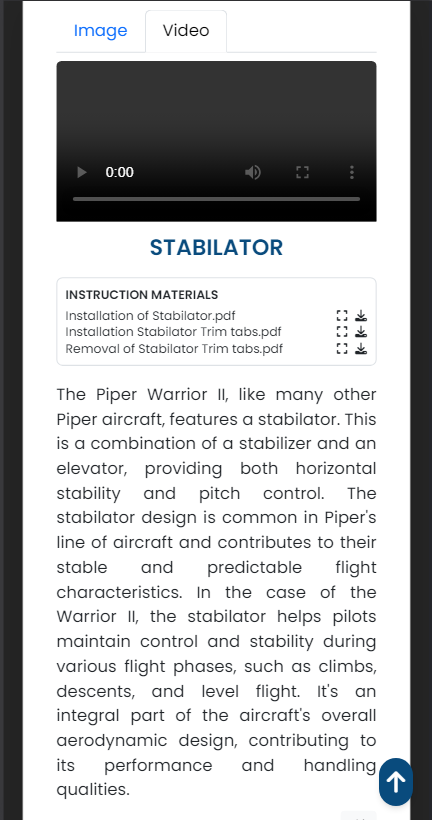 Image
Video
0:00
STABILATOR
INSTRUCTION MATERIALS
Installation of Stabilator.pdf
Installation Stabilator Trim tabs.pdf
Removal of Stabilator Trim tabs.pdf
The Piper Warrior II, like many other
Piper aircraft, features a stabilator. This
is a combination of a stabilizer and an
elevator, providing both horizontal
stability and pitch control. The
stabilator design is common in Piper's
line of aircraft and contributes to their
stable and predictable flight
characteristics. In the case of the
Warrior II, the stabilator helps pilots
maintain control and stability during
various flight phases, such as climbs,
descents, and level flight. It's an
integral part of the aircraft's overall
aerodynamic design, contributing to
its performance and handling
qualities.